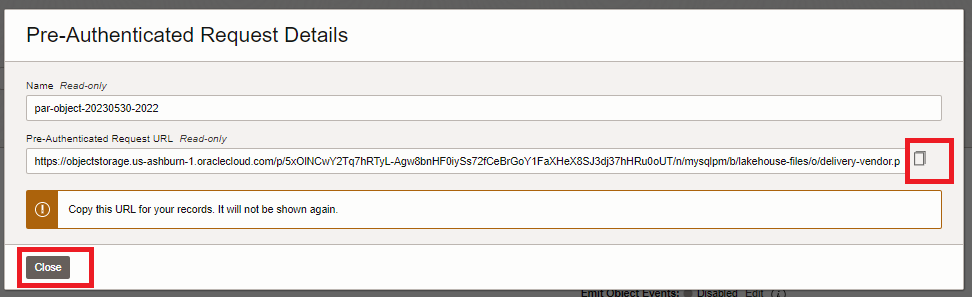 Pre-Authenticated Request Details
Name Read-only
par-object-20230530-2022
Pre-Authenticated Request URL Read-only
https://objectstorage.us-ashburn-1.oraclecloud.com/p/5xOlNCwY2Tq7hRTyL-Agw8bnHF0iySs72fCeBrGoY1FaXHeX8SJ3dj37hHRu0oUT/n/mysqlpm/b/lakehouse-files/o/delivery-vendor.p
Copy this URL for your records. It will not be shown again.
Close
Emit Object Events: Disabled Edit (i)